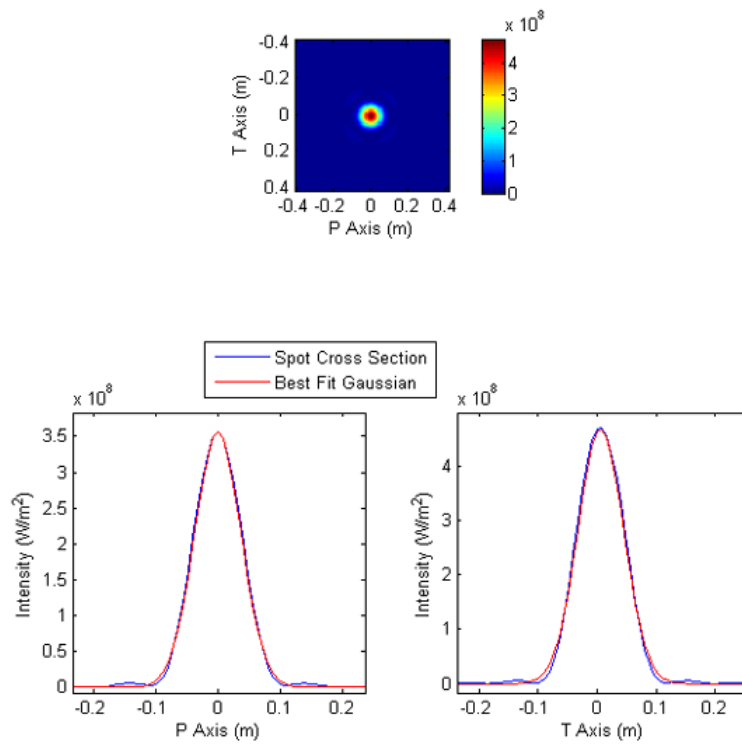 x 10^8
-0.4
-0.2
0
0.2
0.4
T Axis (m)
-0.4 -0.2 0 0.2 0.4
P Axis (m)
4
3
2
1
0
Spot Cross Section
Best Fit Gaussian
x 10^8
3.5
3
2.5
2
1.5
1
0.5
0
Intensity (W/m^2)
-0.2 -0.1 0 0.1 0.2
P Axis (m)
x 10^8
4
3
2
1
0
Intensity (W/m^2)
-0.2 -0.1 0 0.1 0.2
T Axis (m)